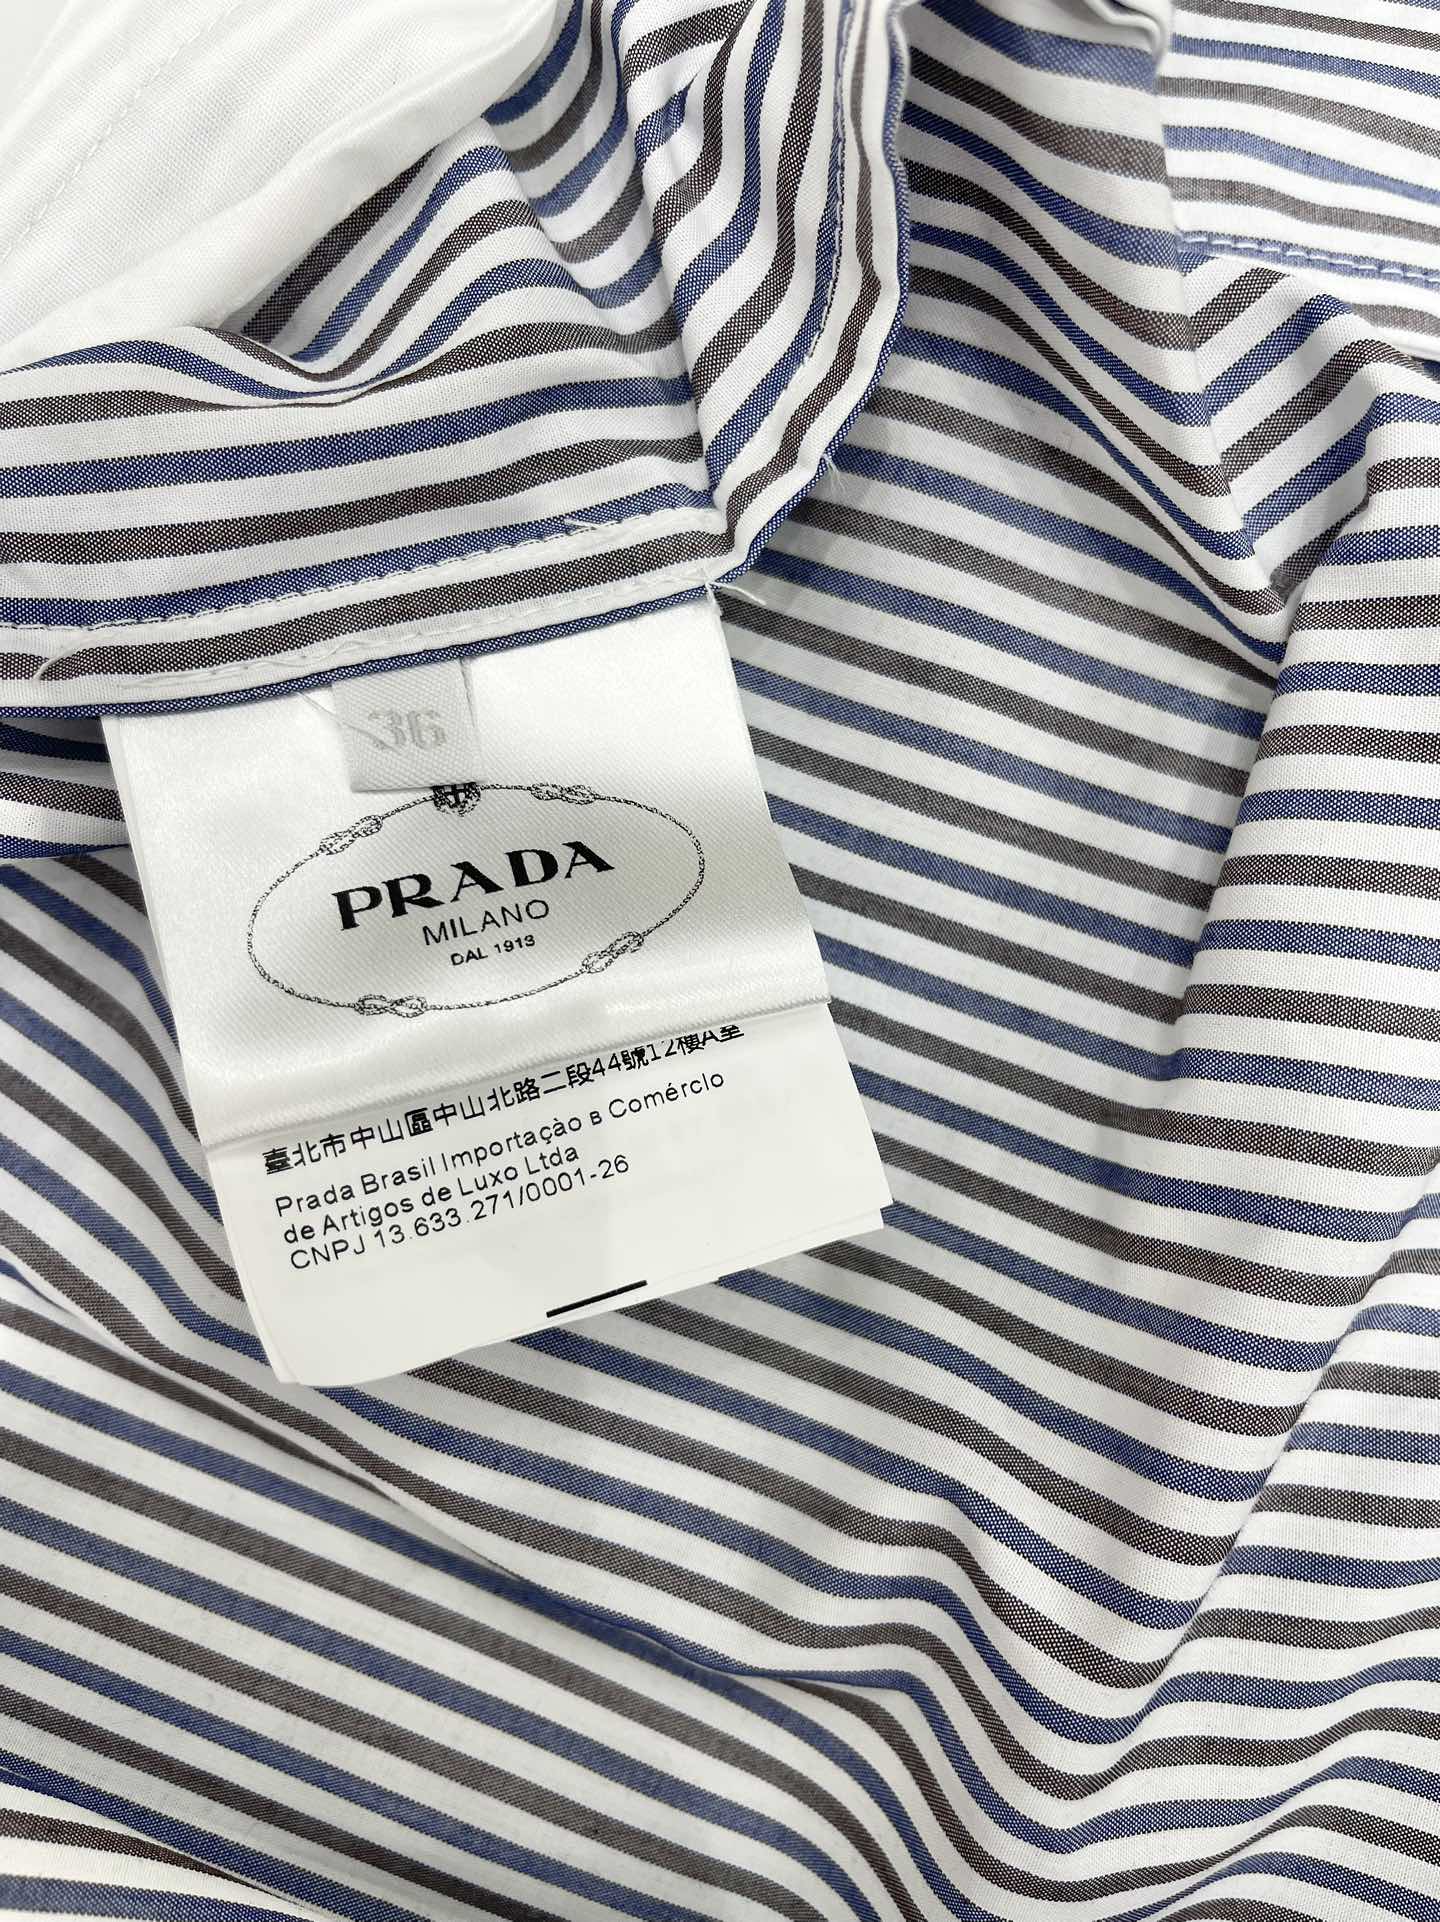 36
PRADA
MILANO
DAL 1913
臺北市中山區中山北路二段44號12樓A室
Prada Brasil Importação в Comérclo
de Artigos de Luxo Ltda
CNPJ 13.633.271/0001-26